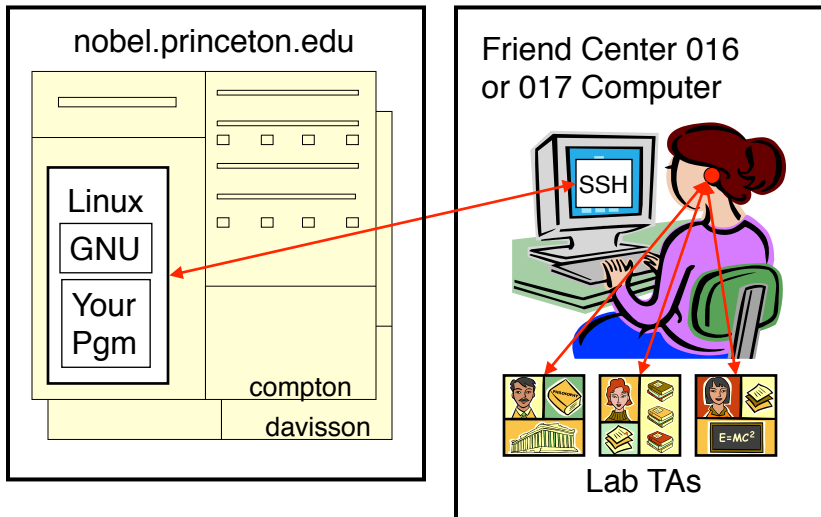 nobel.princeton.edu
Linux
GNU
Your
Pgm
compton
davisson
Friend Center 016
or 017 Computer
SSH
PHILOSOPHY
E=MC²
Lab TAs